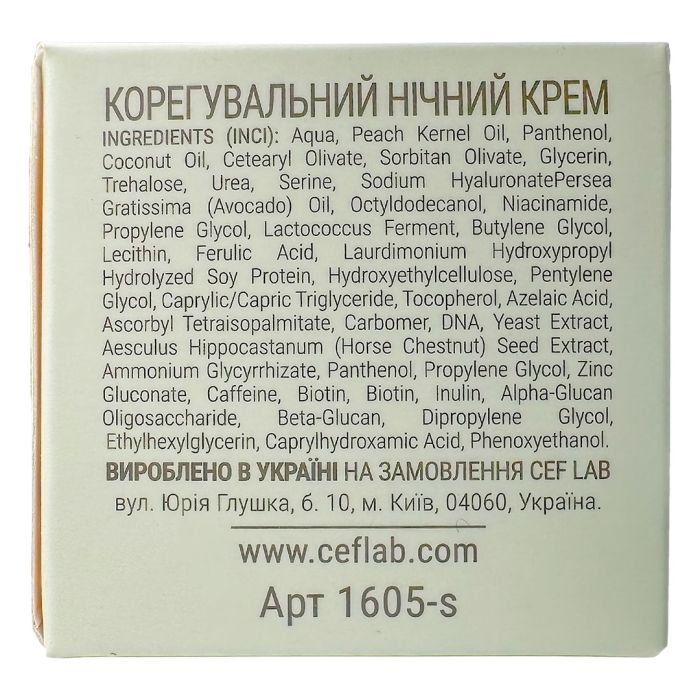 КОРЕГУВАЛЬНИЙ НІЧНИЙ КРЕМ
INGREDIENTS (INCI): Aqua, Peach Kernel Oil, Panthenol,
Coconut Oil, Cetearyl Olivate, Sorbitan Olivate, Glycerin,
Trehalose, Urea, Serine, Sodium HyaluronatePersea
Gratissima (Avocado) Oil, Octyldodecanol, Niacinamide,
Propylene Glycol, Lactococcus Ferment, Butylene Glycol,
Lecithin, Ferulic Acid, Laurdimonium Hydroxypropyl
Hydrolyzed Soy Protein, Hydroxyethylcellulose, Pentylene
Glycol, Caprylic/Capric Triglyceride, Tocopherol, Azelaic Acid,
Ascorbyl Tetraisopalmitate, Carbomer, DNA, Yeast Extract,
Aesculus Hippocastanum (Horse Chestnut) Seed Extract,
Ammonium Glycyrrhizate, Panthenol, Propylene Glycol, Zinc
Gluconate, Caffeine, Biotin, Biotin, Inulin, Alpha-Glucan
Oligosaccharide, Beta-Glucan, Dipropylene Glycol,
Ethylhexylglycerin, Caprylhydroxamic Acid, Phenoxyethanol.
ВИРОБЛЕНО В УКРАЇНІ НА ЗАМОВЛЕННЯ CEF LAB
вул. Юрія Глушка, б. 10, м. Київ, 04060, Україна.
www.ceflab.com
Арт 1605-s